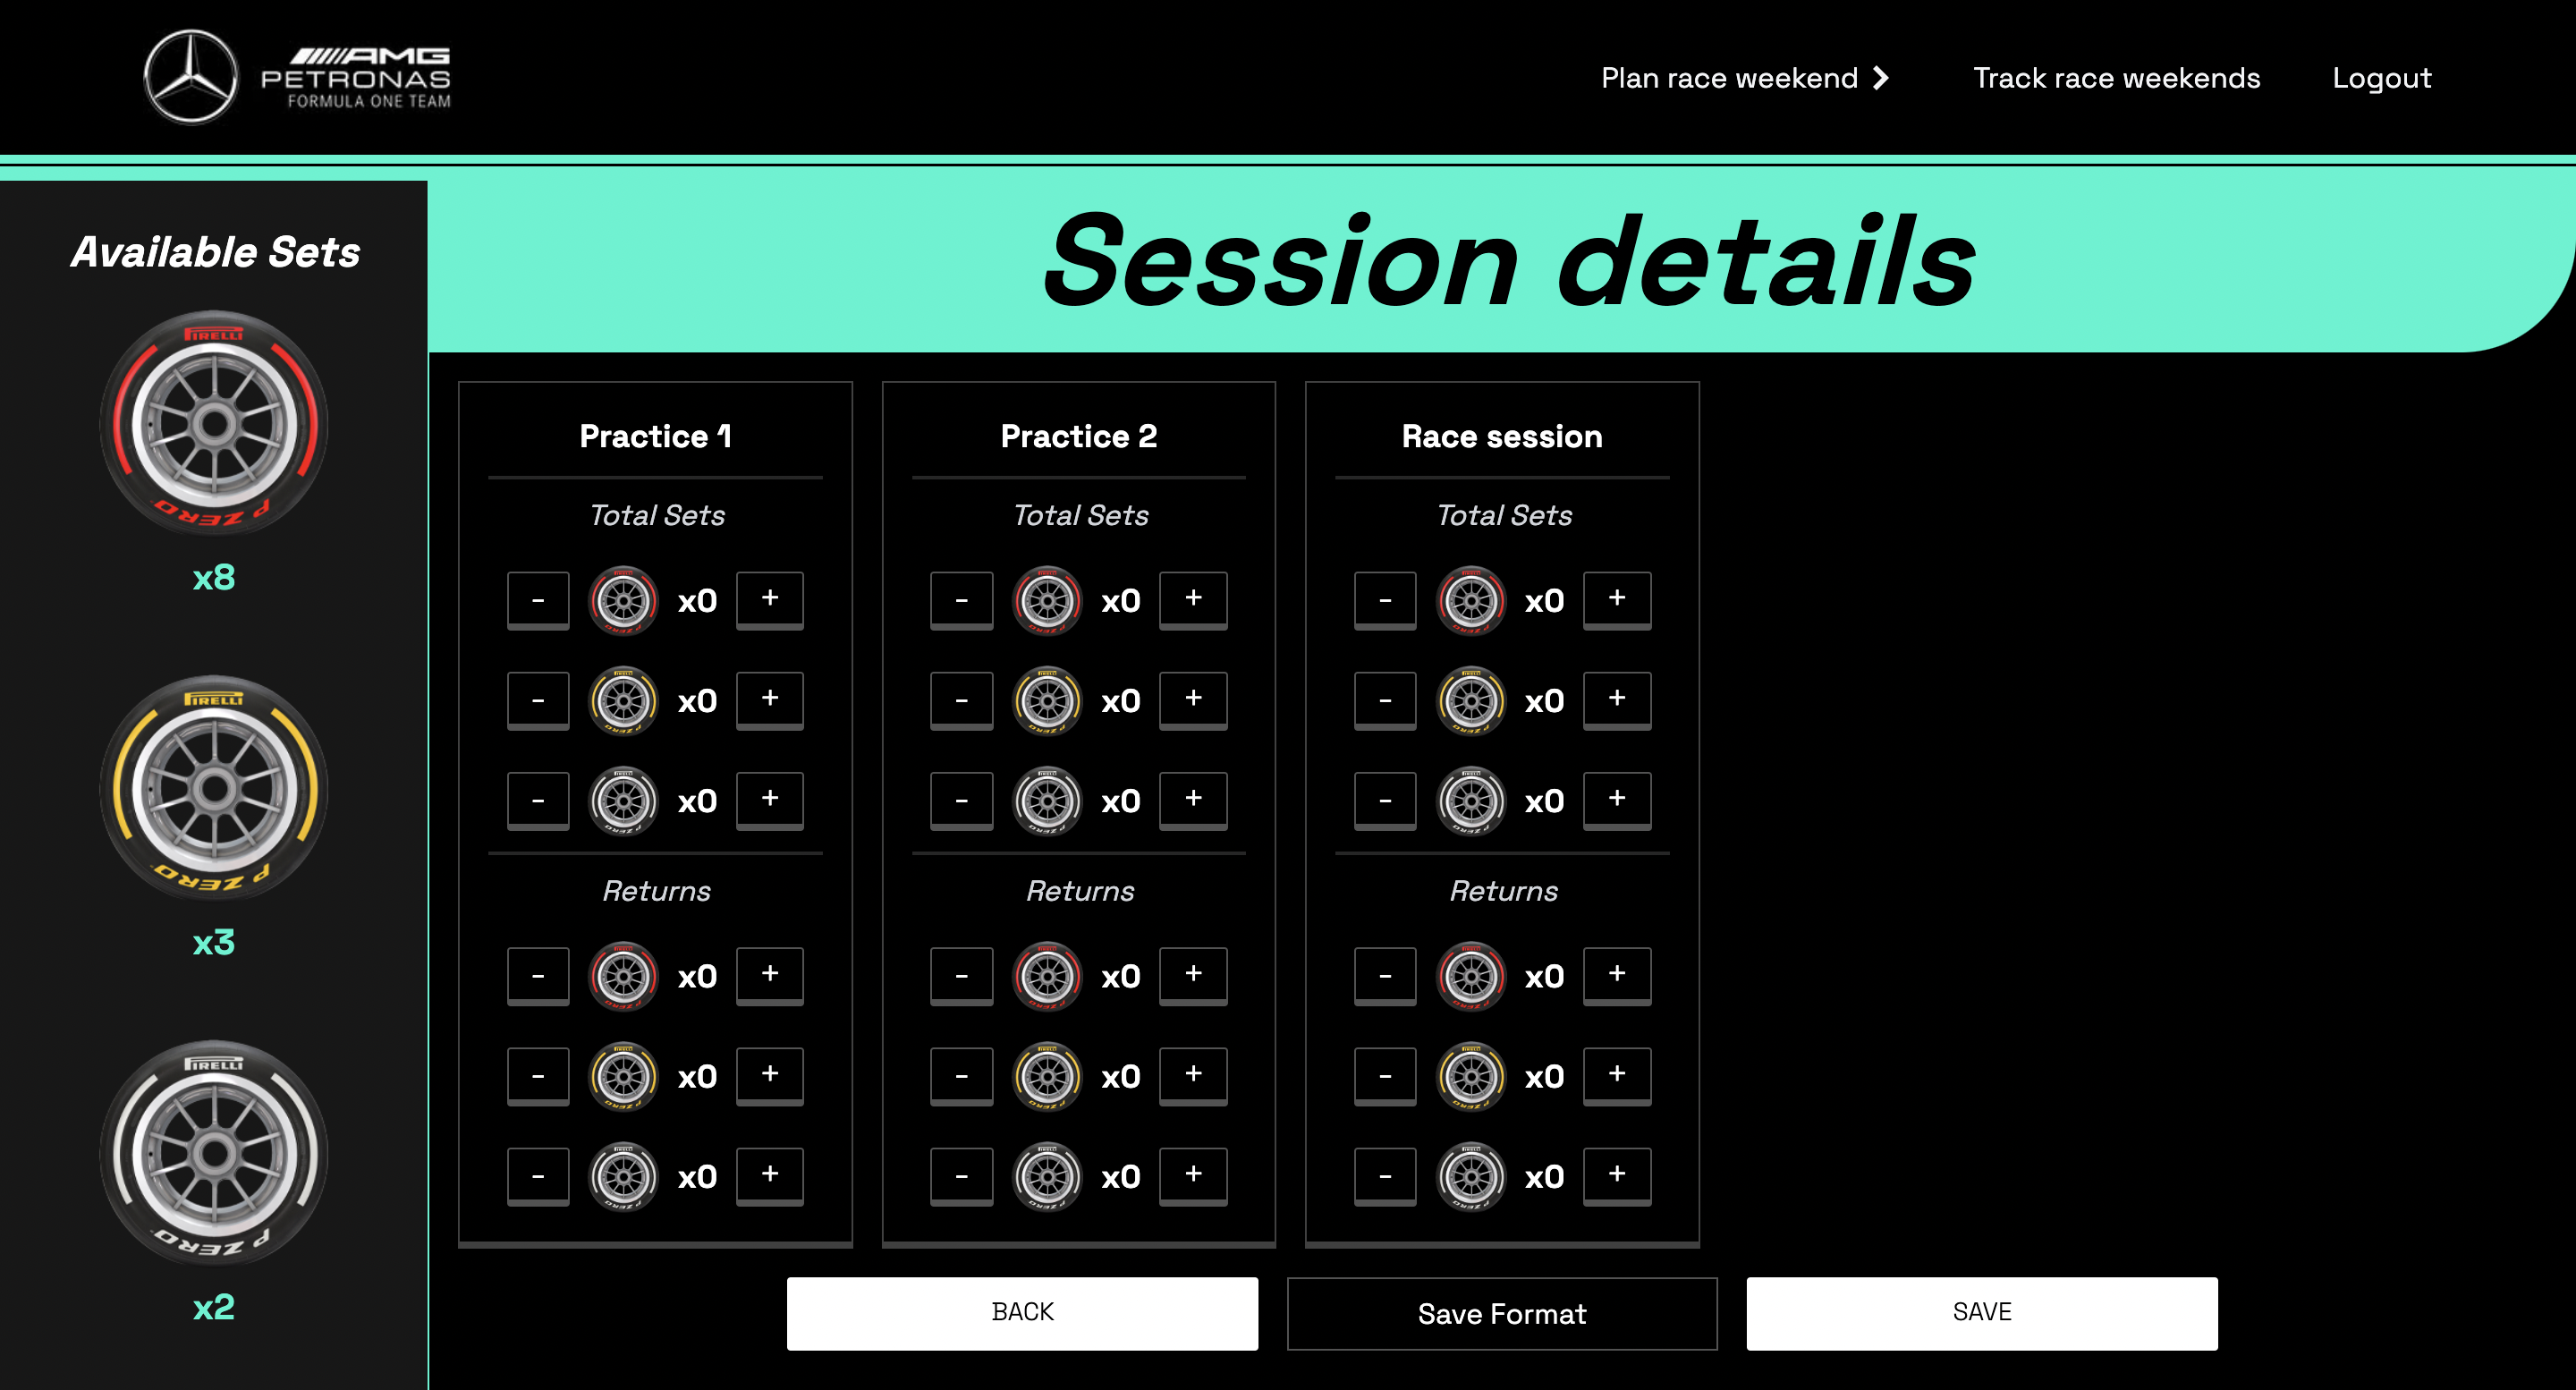 AMG
PETRONAS
FORMULA ONE TEAM
Plan race weekend
Track race weekends
Logout
Available Sets
PIRELLI
P ZERO
x8
PIRELLI
P ZERO
x3
PIRELLI
P ZERO
x2
Session details
Practice 1
Total Sets
- x0 +
- x0 +
- x0 +
Returns
- x0 +
- x0 +
- x0 +
Practice 2
Total Sets
- x0 +
- x0 +
- x0 +
Returns
- x0 +
- x0 +
- x0 +
Race session
Total Sets
- x0 +
- x0 +
- x0 +
Returns
- x0 +
- x0 +
- x0 +
BACK
Save Format
SAVE